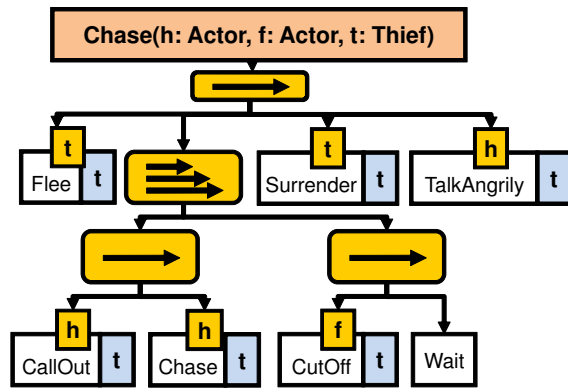 Chase(h: Actor, f: Actor, t: Thief)
t
t
h
Flee t
Surrender t
TalkAngrily t
h
h
f
CallOut t
Chase t
CutOff t
Wait